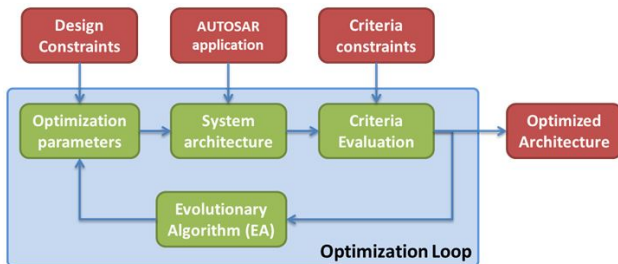 Design
Constraints
AUTOSAR
application
Criteria
constraints
Optimization
parameters
System
architecture
Criteria
Evaluation
Optimized
Architecture
Evolutionary
Algorithm (EA)
Optimization Loop